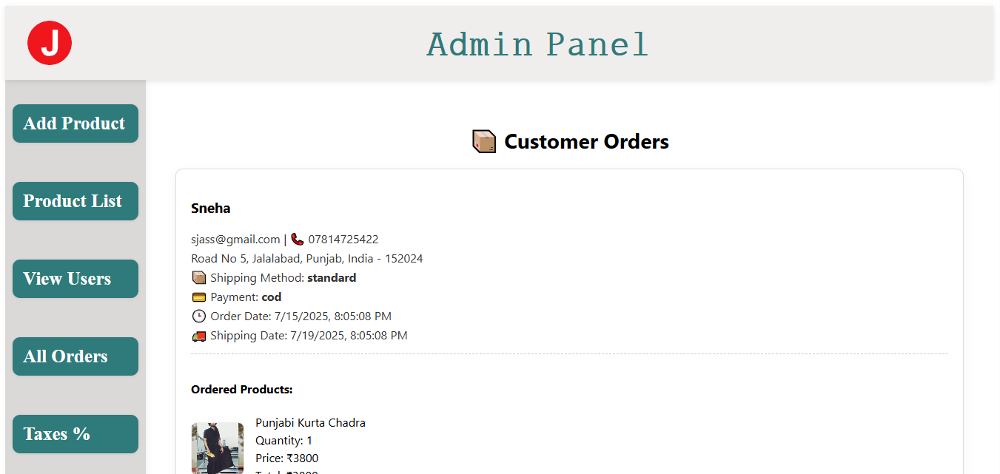 J
Admin Panel
Add Product
Product List
View Users
All Orders
Taxes %
📦 Customer Orders
Sneha
sjass@gmail.com | 📞 07814725422
Road No 5, Jalalabad, Punjab, India - 152024
📦 Shipping Method: standard
💳 Payment: cod
🕒 Order Date: 7/15/2025, 8:05:08 PM
🚚 Shipping Date: 7/19/2025, 8:05:08 PM
Ordered Products:
Punjabi Kurta Chadra
Quantity: 1
Price: ₹3800